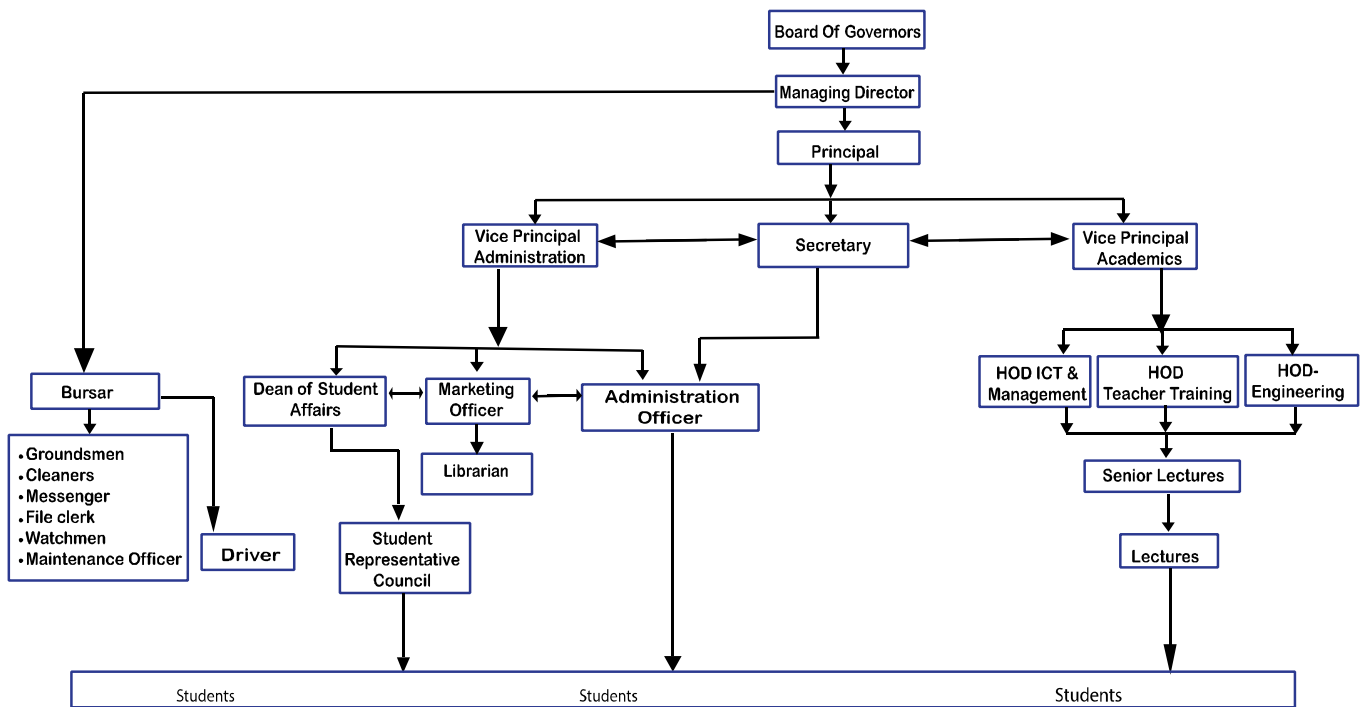 Board Of Governors
Managing Director
Principal
Vice Principal
Administration
Secretary
Vice Principal
Academics
Bursar
Dean of Student
Affairs
Marketing
Officer
Administration
Officer
HOD ICT &
Management
HOD
Teacher Training
HOD-
Engineering
• Groundsmen
• Cleaners
• Messenger
• File clerk
• Watchmen
• Maintenance Officer
Driver
Librarian
Student
Representative
Council
Senior Lectures
Lectures
Students
Students
Students